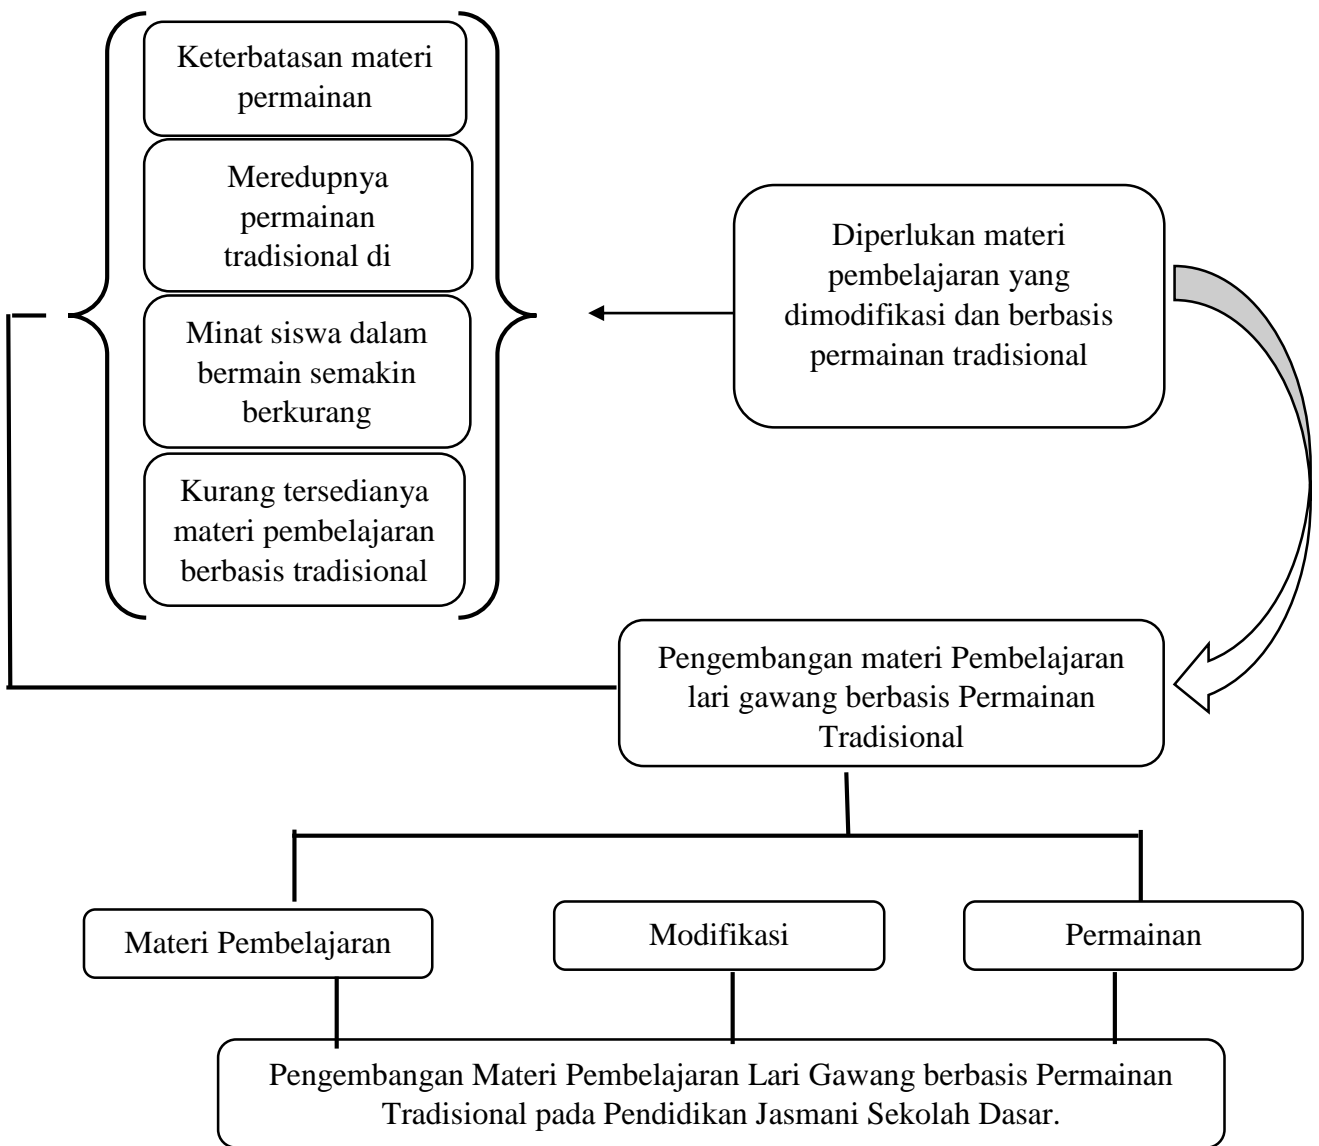 Keterbatasan materi
permainan
Meredupnya
permainan
tradisional di
Minat siswa dalam
bermain semakin
berkurang
Kurang tersedianya
materi pembelajaran
berbasis tradisional
Diperlukan materi
pembelajaran yang
dimodifikasi dan berbasis
permainan tradisional
Pengembangan materi Pembelajaran
lari gawang berbasis Permainan
Tradisional
Materi Pembelajaran
Modifikasi
Permainan
Pengembangan Materi Pembelajaran Lari Gawang berbasis Permainan
Tradisional pada Pendidikan Jasmani Sekolah Dasar.